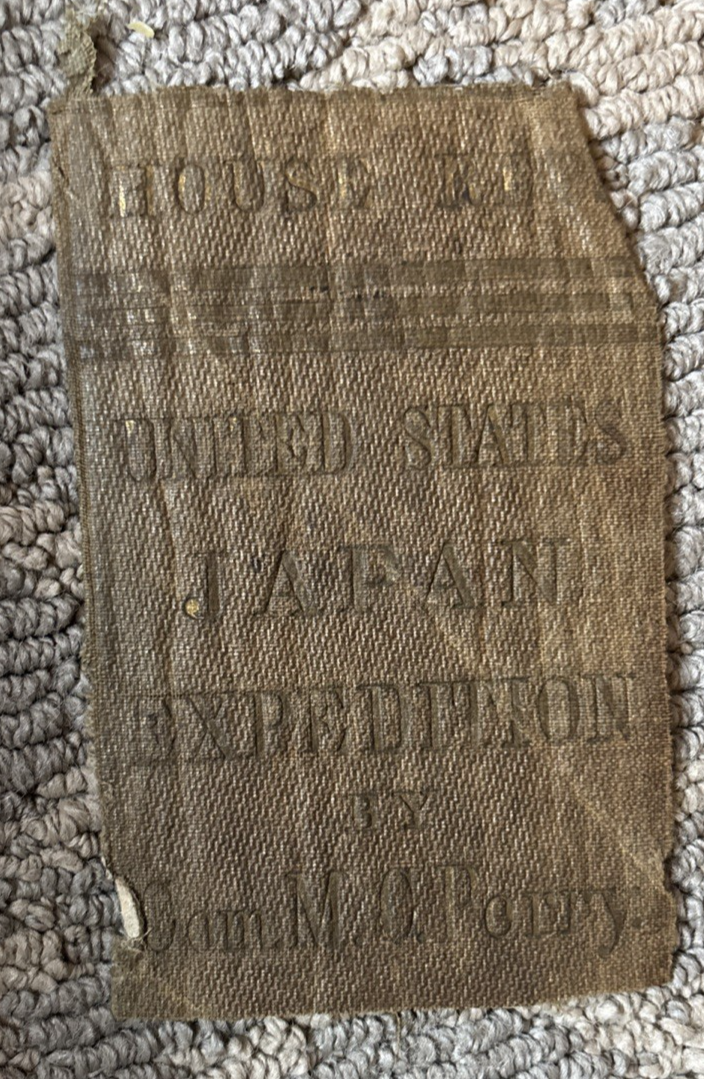 HOUSE
UNITED STATES
JAPAN
EXPEDITION
BY
Com. M. C. Perry.